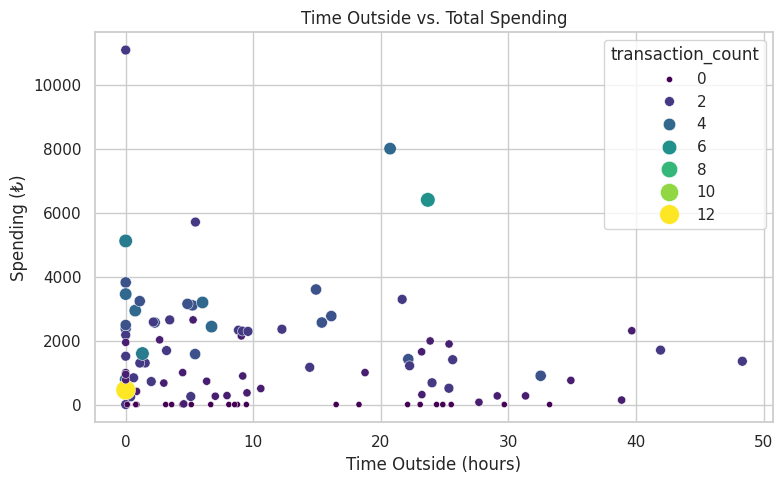 Time Outside vs. Total Spending
transaction_count
0
2
4
6
8
10
12
Spending (₺)
10000
8000
6000
4000
2000
0
0 10 20 30 40 50
Time Outside (hours)